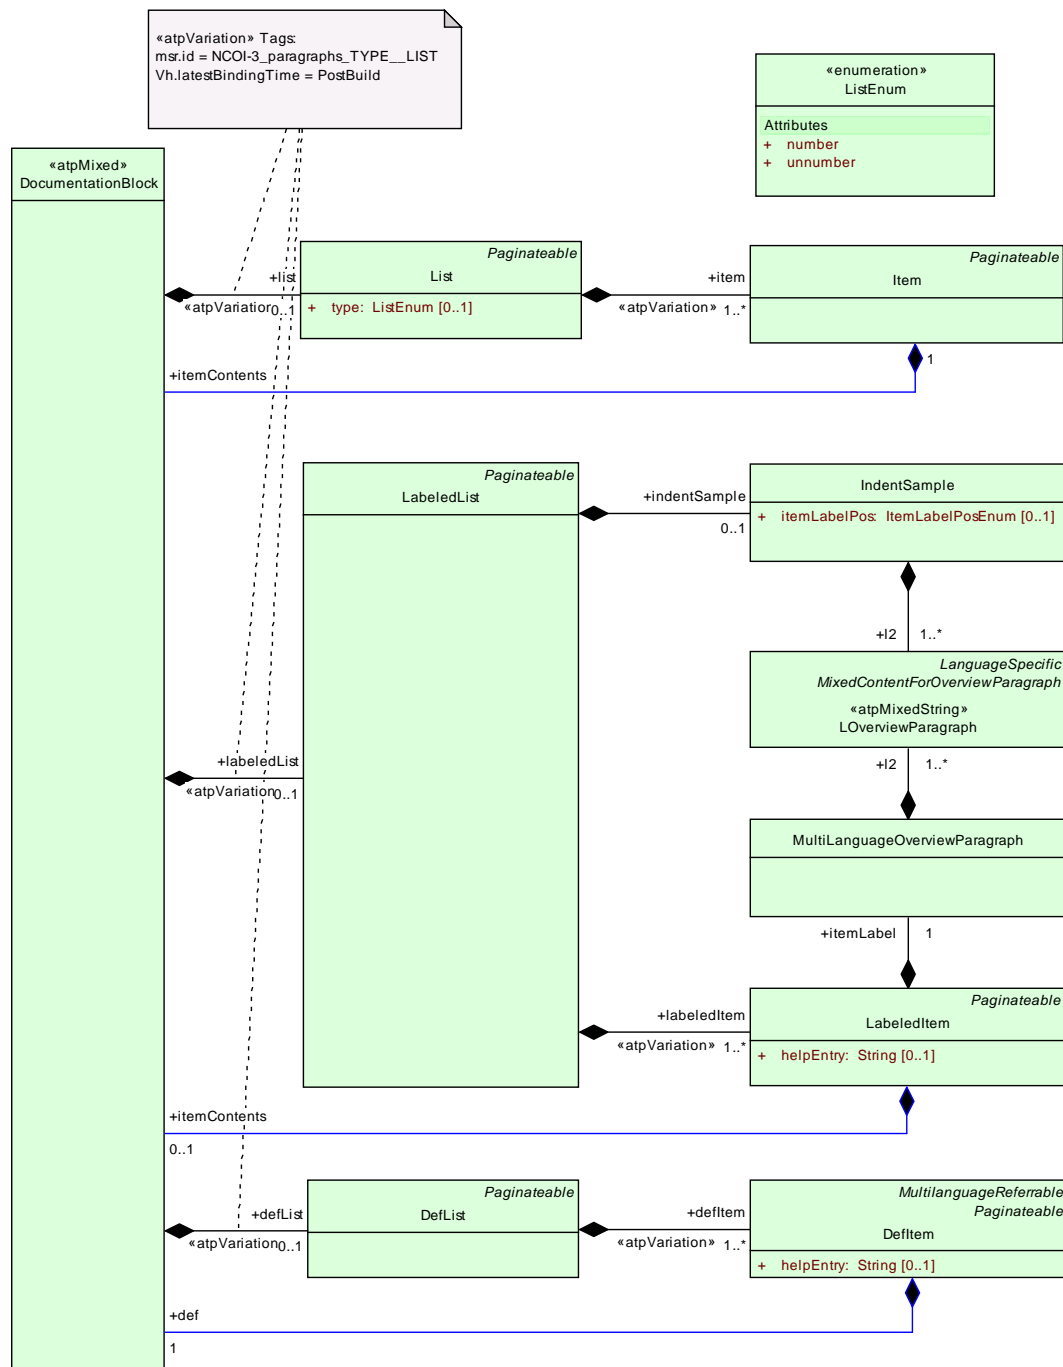 «atpVariation» Tags:
msr.id = NCOI-3_paragraphs_TYPE__LIST
Vh.latestBindingTime = PostBuild
«enumeration»
ListEnum
Attributes
+ number
+ unnumber
«atpMixed»
DocumentationBlock
Paginateable
List
+ type: ListEnum [0..1]
+list
«atpVariation
0..1
+item
«atpVariation»
1..*
Paginateable
Item
+itemContents
1
Paginateable
LabeledList
+indentSample
0..1
IndentSample
+ itemLabelPos: ItemLabelPosEnum [0..1]
+l2
1..*
LanguageSpecific
MixedContentForOverviewParagraph
«atpMixedString»
LOverviewParagraph
+labeledList
«atpVariation
0..1
+l2
1..*
MultiLanguageOverviewParagraph
+itemLabel
1
+labeledItem
«atpVariation»
1..*
Paginateable
LabeledItem
+ helpEntry: String [0..1]
+itemContents
0..1
+defList
«atpVariation
0..1
Paginateable
DefList
+defItem
«atpVariation»
1..*
MultilanguageReferrable
Paginateable
DefItem
+ helpEntry: String [0..1]
+def
1